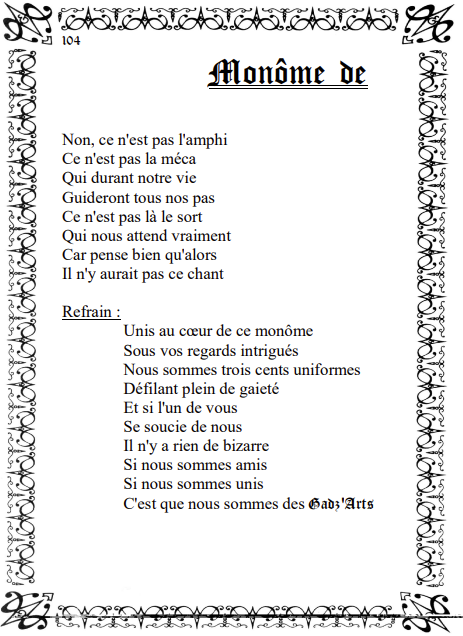 104
Monôme de
Non, ce n'est pas l'amphi
Ce n'est pas la méca
Qui durant notre vie
Guideront tous nos pas
Ce n'est pas là le sort
Qui nous attend vraiment
Car pense bien qu'alors
Il n'y aurait pas ce chant
Refrain :
Unis au cœur de ce monôme
Sous vos regards intrigués
Nous sommes trois cents uniformes
Défilant plein de gaieté
Et si l'un de vous
Se soucie de nous
Il n'y a rien de bizarre
Si nous sommes amis
Si nous sommes unis
C'est que nous sommes des Gadz'Arts